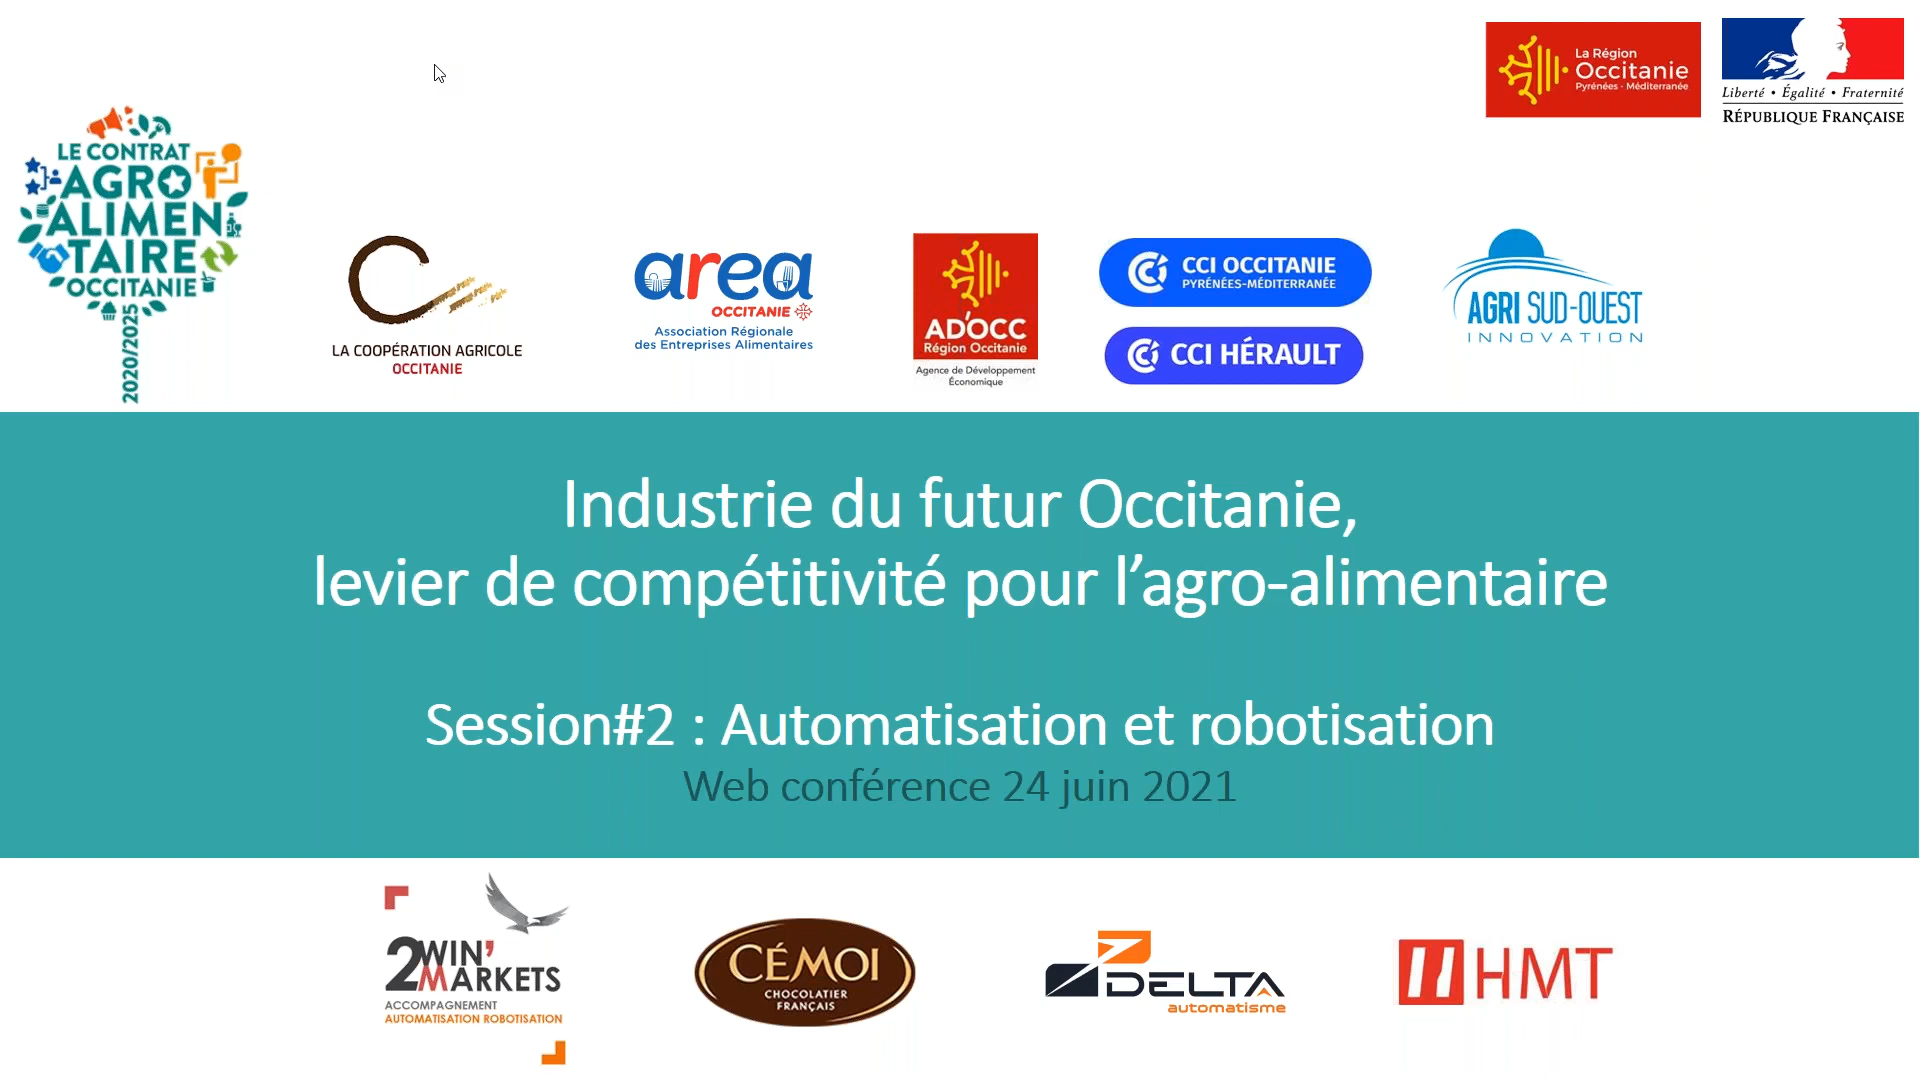 La Région
Occitanie
Pyrénées - Méditerranée
Liberté • Égalité • Fraternité
RÉPUBLIQUE FRANÇAISE
LE CONTRAT
AGRO
ALIMEN
TAIRE
OCCITANIE
2020/2025
LA COOPÉRATION AGRICOLE
OCCITANIE
area
OCCITANIE
Association Régionale
des Entreprises Alimentaires
AD'OCC
Région Occitanie
Agence de Développement
Économique
CCI OCCITANIE
PYRÉNÉES-MÉDITERRANÉE
CCI HÉRAULT
AGRI SUD-OUEST
INNOVATION
Industrie du futur Occitanie,
levier de compétitivité pour l’agro-alimentaire
Session#2 : Automatisation et robotisation
Web conférence 24 juin 2021
2WIN'
MARKETS
ACCOMPAGNEMENT
AUTOMATISATION ROBOTISATION
CÉMOI
CHOCOLATIER
FRANÇAIS
DELTA
automatisme
HMT